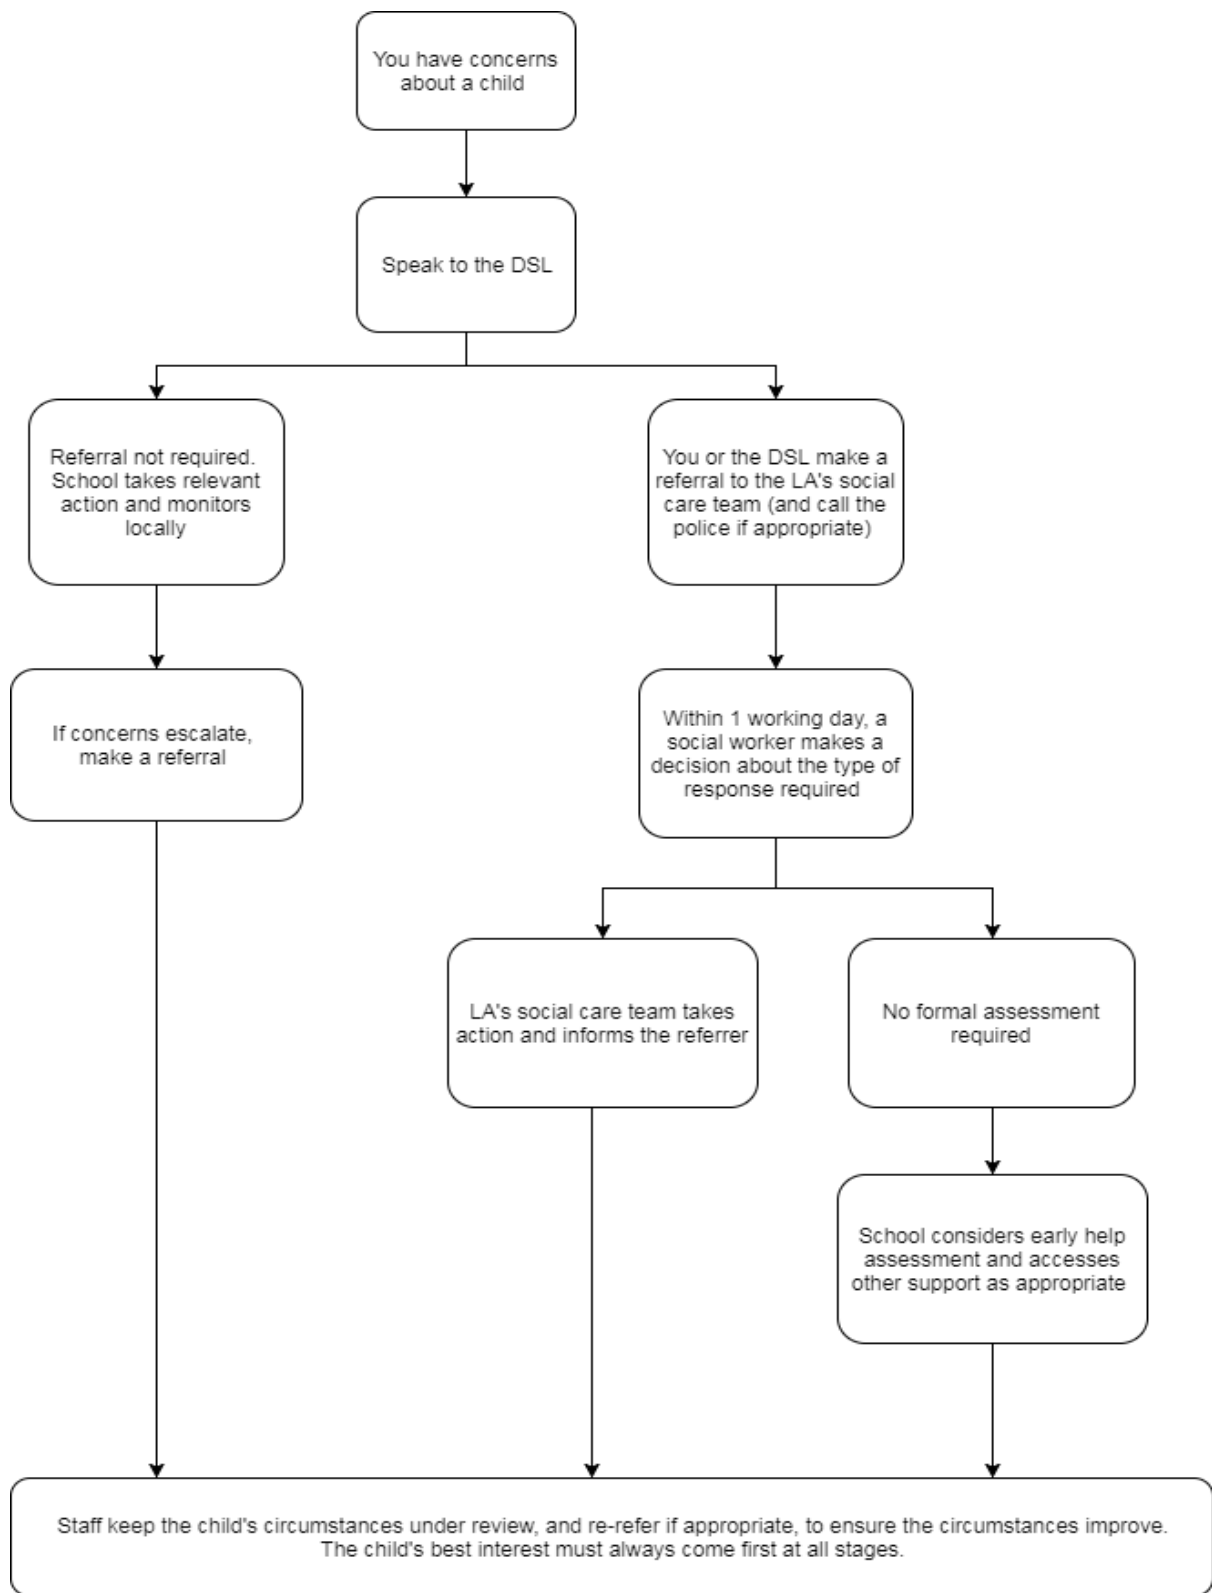 You have concerns
about a child
Speak to the DSL
Referral not required.
School takes relevant
action and monitors
locally
You or the DSL make a
referral to the LA's social
care team (and call the
police if appropriate)
If concerns escalate,
make a referral
Within 1 working day, a
social worker makes a
decision about the type of
response required
LA's social care team takes
action and informs the referrer
No formal assessment
required
School considers early help
assessment and accesses
other support as appropriate
Staff keep the child's circumstances under review, and re-refer if appropriate, to ensure the circumstances improve.
The child's best interest must always come first at all stages.